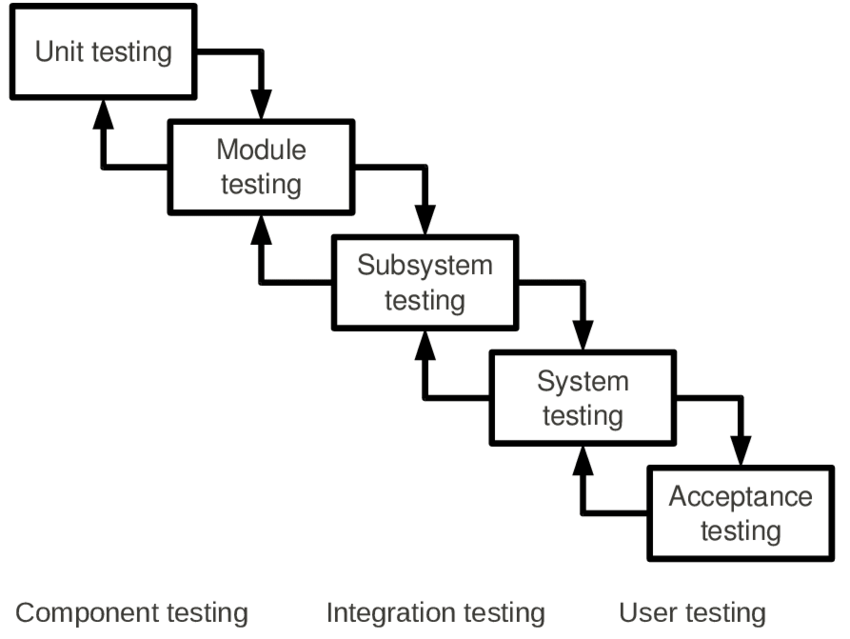 Unit testing
Module
testing
Subsystem
testing
System
testing
Acceptance
testing
Component testing
Integration testing
User testing